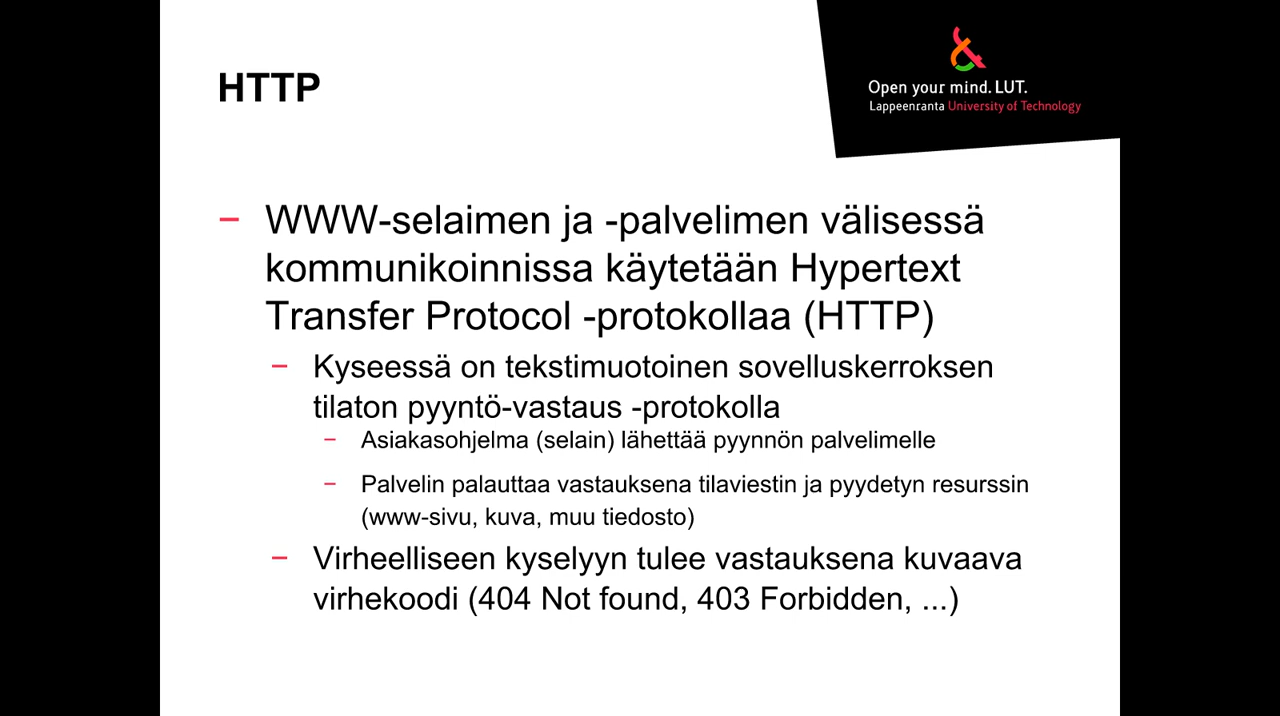 HTTP
Open your mind. LUT.
Lappeenranta University of Technology
− WWW-selaimen ja -palvelimen välisessä
kommunikoinnissa käytetään Hypertext
Transfer Protocol -protokollaa (HTTP)
− Kyseessä on tekstimuotoinen sovelluskerroksen
tilaton pyyntö-vastaus -protokolla
− Asiakasohjelma (selain) lähettää pyynnön palvelimelle
− Palvelin palauttaa vastauksena tilaviestin ja pyydetyn resurssin
(www-sivu, kuva, muu tiedosto)
− Virheelliseen kyselyyn tulee vastauksena kuvaava
virhekoodi (404 Not found, 403 Forbidden, ...)